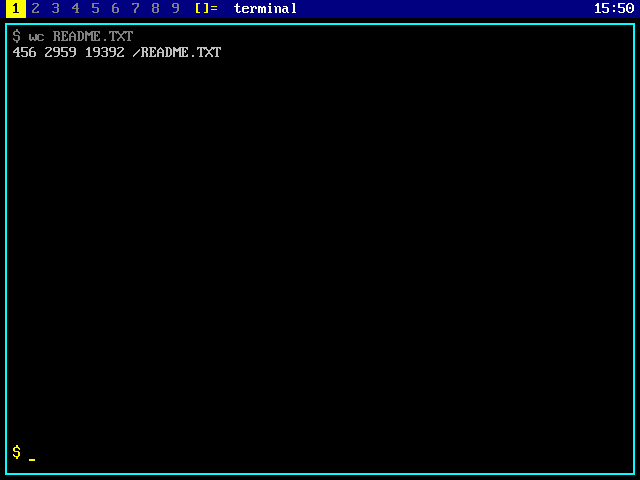 1 2 3 4 5 6 7 8 9 []= terminal 15:50
$ wc README.TXT
456 2959 19392 /README.TXT
$ _